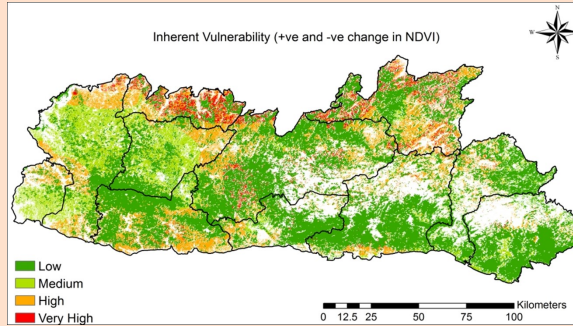 Inherent Vulnerability (+ve and -ve change in NDVI)
N
W E
S
Low
Medium
High
Very High
Kilometers
0 12.5 25 50 75 100